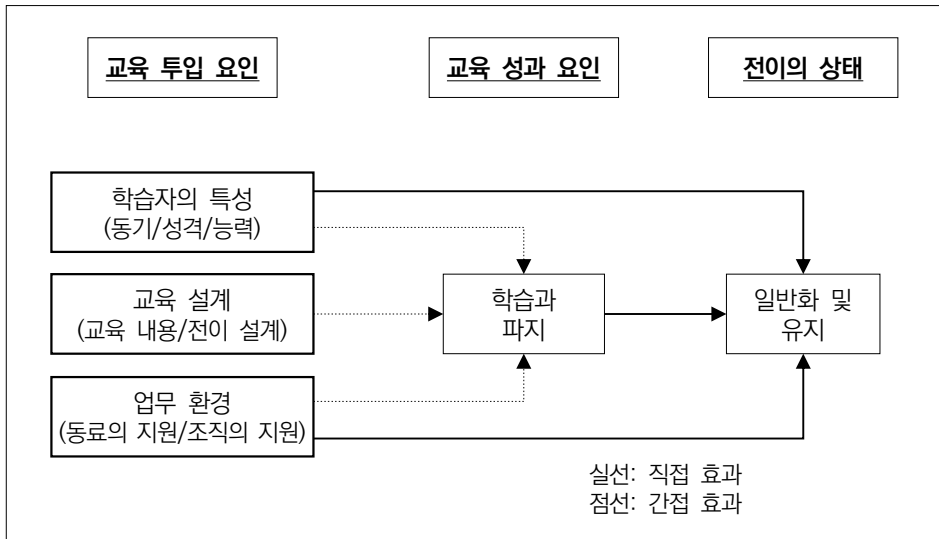 교육 투입 요인
교육 성과 요인
전이의 상태
학습자의 특성
(동기/성격/능력)
교육 설계
(교육 내용/전이 설계)
업무 환경
(동료의 지원/조직의 지원)
학습과
파지
일반화 및
유지
실선: 직접 효과
점선: 간접 효과